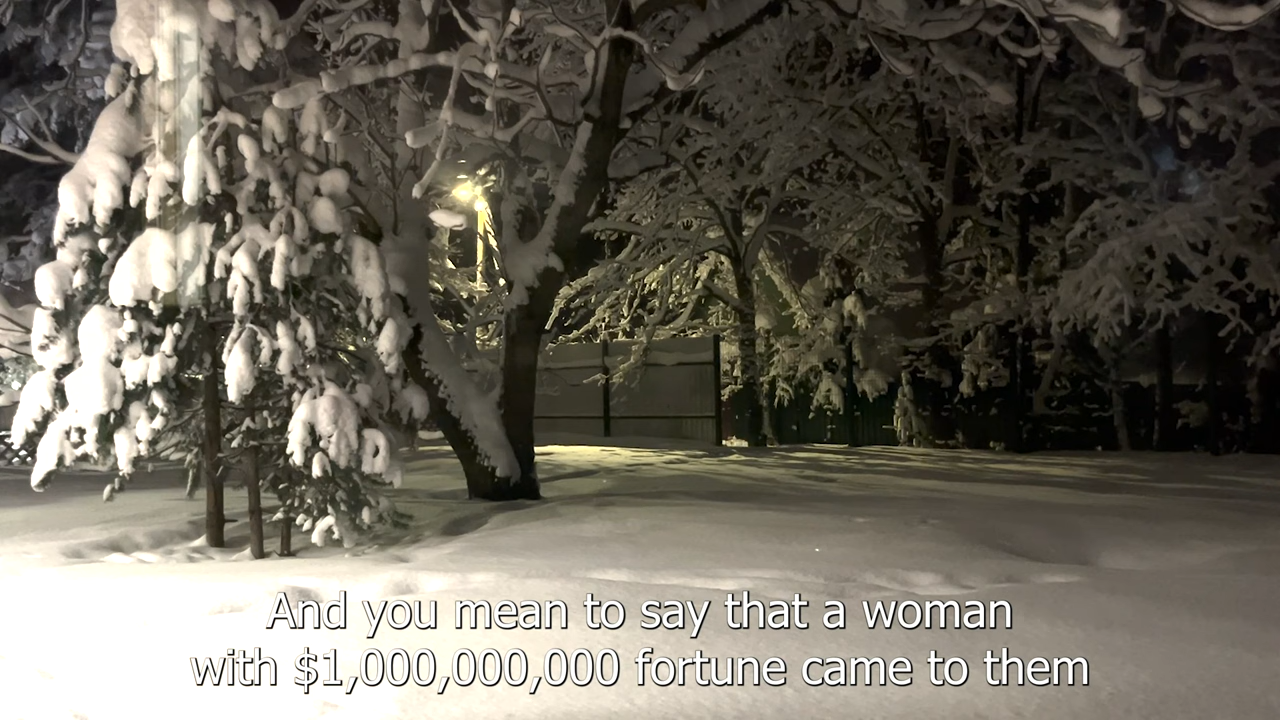 And you mean to say that a woman
with $1,000,000,000 fortune came to them